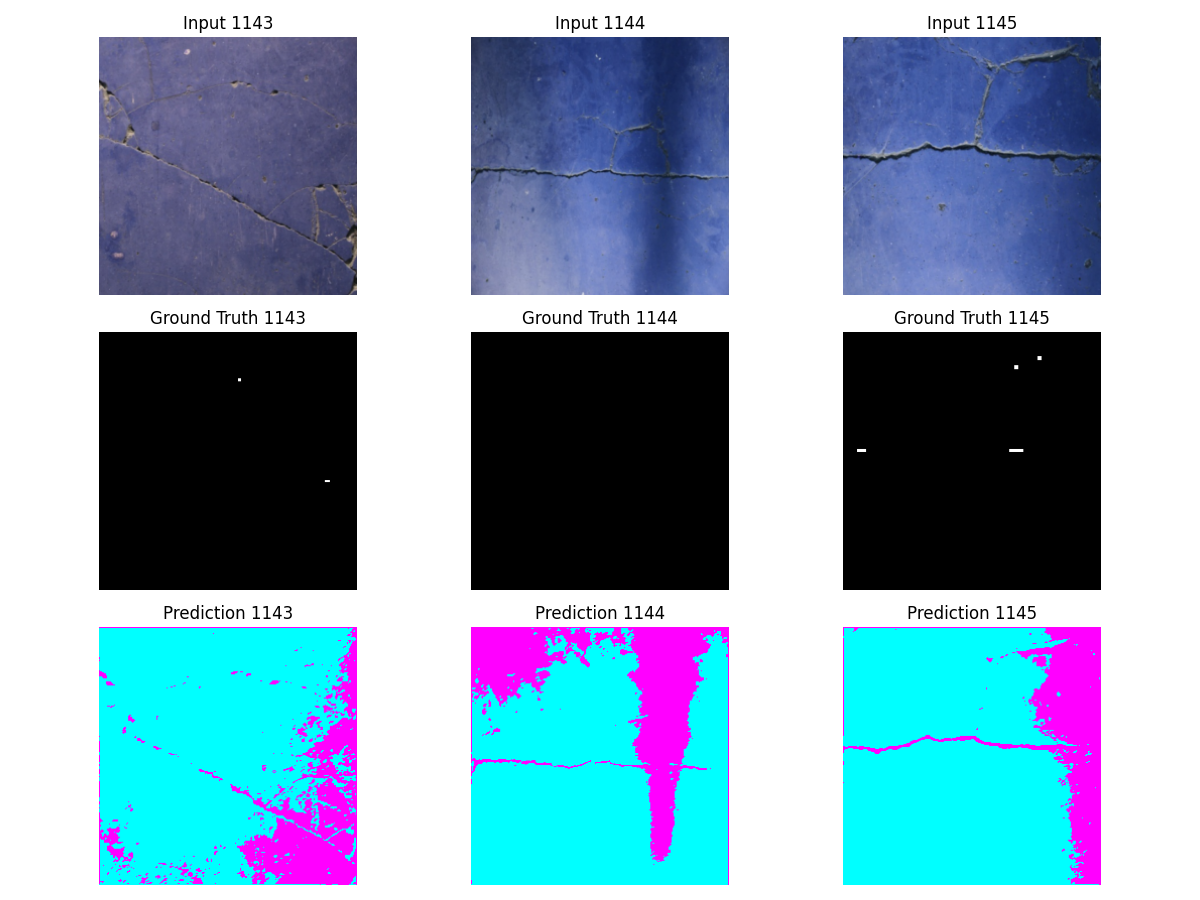 Input 1143
Input 1144
Input 1145
Ground Truth 1143
Ground Truth 1144
Ground Truth 1145
Prediction 1143
Prediction 1144
Prediction 1145